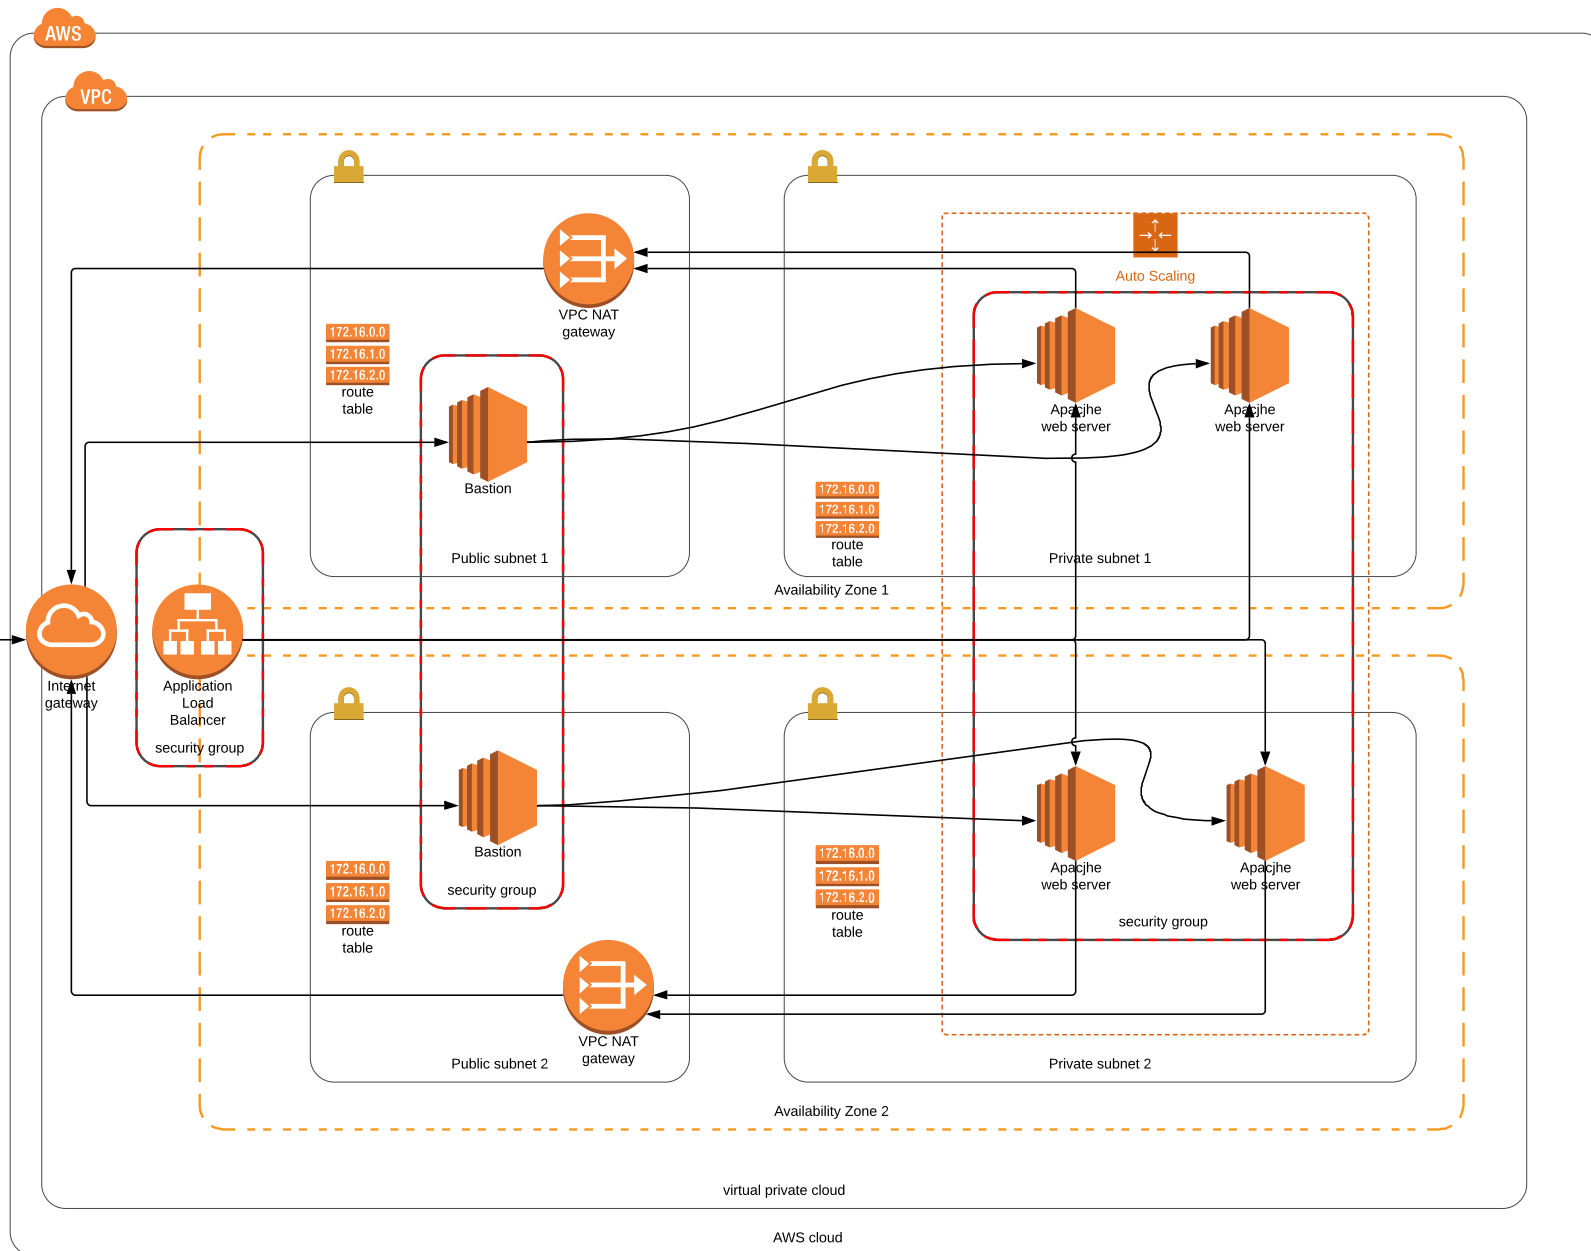 AWS
VPC
VPC NAT
gateway
172.16.0.0
172.16.1.0
172.16.2.0
route
table
Bastion
Public subnet 1
Auto Scaling
Apacjhe
web server
Apacjhe
web server
172.16.0.0
172.16.1.0
172.16.2.0
route
table
Private subnet 1
Availability Zone 1
Internet
gateway
Application
Load
Balancer
security group
Bastion
security group
172.16.0.0
172.16.1.0
172.16.2.0
route
table
VPC NAT
gateway
Public subnet 2
172.16.0.0
172.16.1.0
172.16.2.0
route
table
Apacjhe
web server
Apacjhe
web server
security group
Private subnet 2
Availability Zone 2
virtual private cloud
AWS cloud